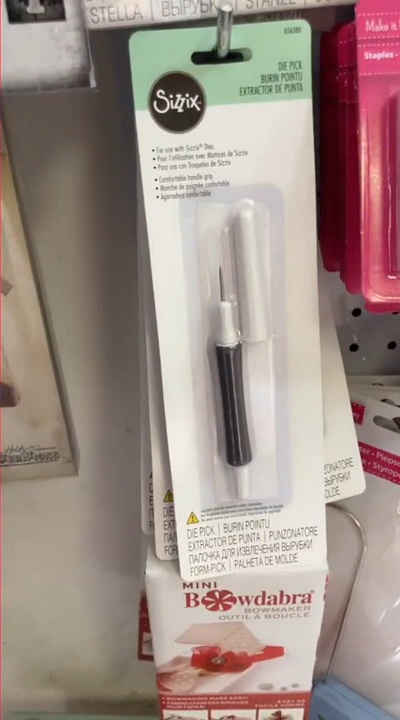 STELLA | ВЫРУБК
STANZE
656380
DIE PICK
BURIN POINTU
EXTRACTOR DE PUNTA
Sizzix
• For use with Sizzix® Dies
• Pour l'utilisation avec Matrices de Sizzix
• Para uso con Troqueles de Sizzix
• Comfortable handle grip
• Manche de poignée confortable
• Agarradera confortable
DIE PICK | BURIN POINTU
EXTRACTOR DE PUNTA | PUNZONATORE
ПАЛОЧКА ДЛЯ ИЗВЛЕЧЕНИЯ ВЫРУБКИ
FORM-PICK | PALHETA DE MOLDE
ZONATORE
ВЫРУБКИ
OLDE
Make it
Staples •
MINI
Bowdabra®
BOWMAKER
OUTIL À BOUCLE